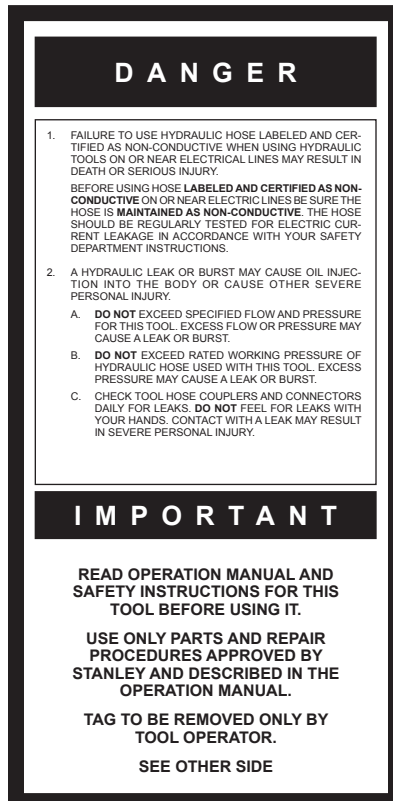 D A N G E R
1. FAILURE TO USE HYDRAULIC HOSE LABELED AND CER-
TIFIED AS NON-CONDUCTIVE WHEN USING HYDRAULIC
TOOLS ON OR NEAR ELECTRICAL LINES MAY RESULT IN
DEATH OR SERIOUS INJURY.
BEFORE USING HOSE LABELED AND CERTIFIED AS NON-
CONDUCTIVE ON OR NEAR ELECTRIC LINES BE SURE THE
HOSE IS MAINTAINED AS NON-CONDUCTIVE. THE HOSE
SHOULD BE REGULARLY TESTED FOR ELECTRIC CUR-
RENT LEAKAGE IN ACCORDANCE WITH YOUR SAFETY
DEPARTMENT INSTRUCTIONS.
2. A HYDRAULIC LEAK OR BURST MAY CAUSE OIL INJEC-
TION INTO THE BODY OR CAUSE OTHER SEVERE
PERSONAL INJURY.
A. DO NOT EXCEED SPECIFIED FLOW AND PRESSURE
FOR THIS TOOL. EXCESS FLOW OR PRESSURE MAY
CAUSE A LEAK OR BURST.
B. DO NOT EXCEED RATED WORKING PRESSURE OF
HYDRAULIC HOSE USED WITH THIS TOOL. EXCESS
PRESSURE MAY CAUSE A LEAK OR BURST.
C. CHECK TOOL HOSE COUPLERS AND CONNECTORS
DAILY FOR LEAKS. DO NOT FEEL FOR LEAKS WITH
YOUR HANDS. CONTACT WITH A LEAK MAY RESULT
IN SEVERE PERSONAL INJURY.
I M P O R T A N T
READ OPERATION MANUAL AND
SAFETY INSTRUCTIONS FOR THIS
TOOL BEFORE USING IT.
USE ONLY PARTS AND REPAIR
PROCEDURES APPROVED BY
STANLEY AND DESCRIBED IN THE
OPERATION MANUAL.
TAG TO BE REMOVED ONLY BY
TOOL OPERATOR.
SEE OTHER SIDE